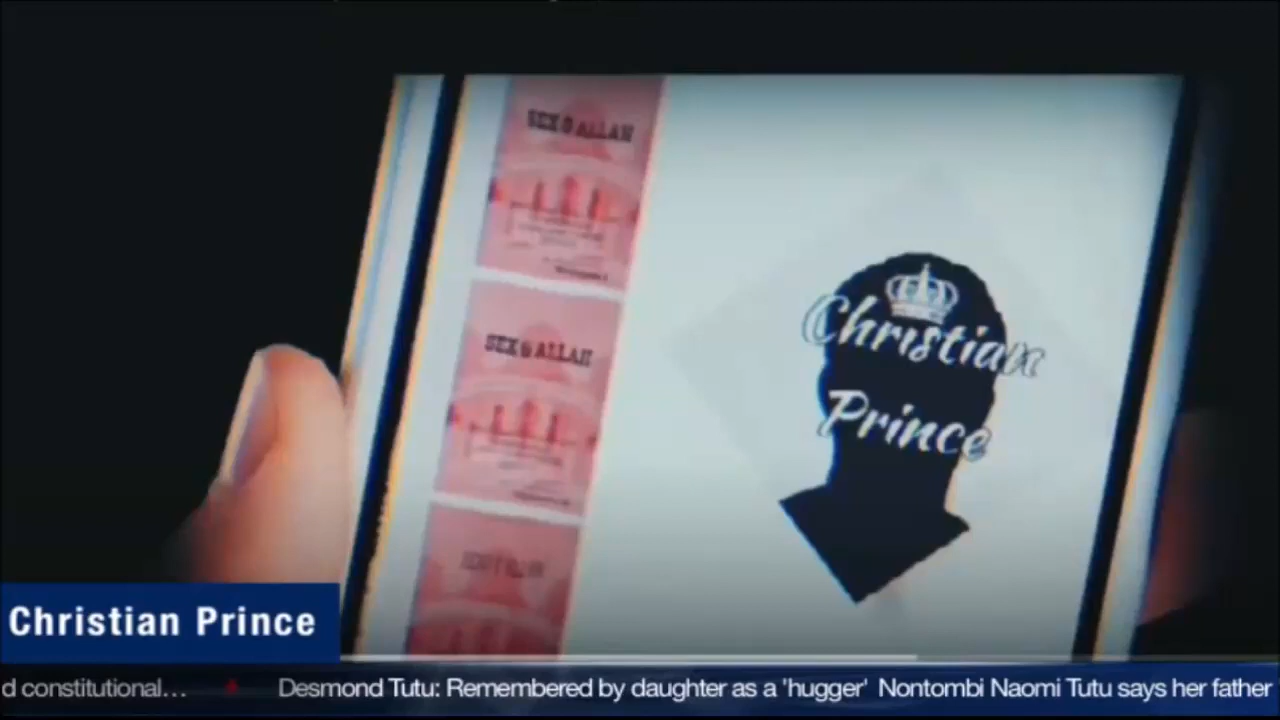 SEX & ALLAH
SEX & ALLAH
Christian
Prince
Christian Prince
d constitutional...
Desmond Tutu: Remembered by daughter as a 'hugger' Nontombi Naomi Tutu says her father